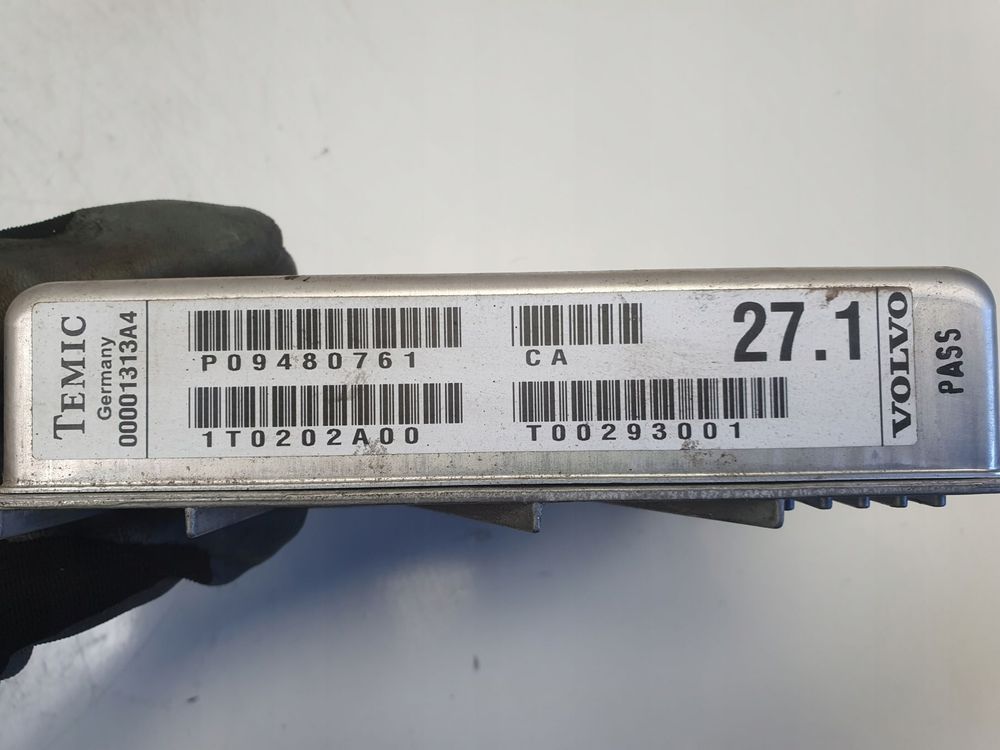 TEMIC
Germany
00001313A4
P09480761
CA
27.1
1T0202A00
T00293001
VOLVO
PASS